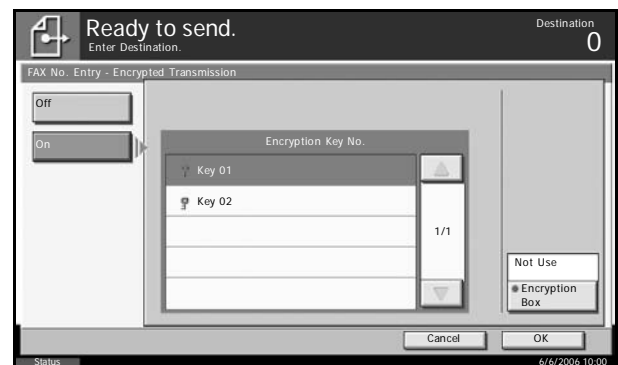 Ready to send.
Destination
Enter Destination.
0
FAX No. Entry - Encrypted Transmission
Off
On
Encryption Key No.
Key 01
Key 02
1/1
Not Use
Encryption
Box
Cancel
OK
Status
6/6/2006 10:00